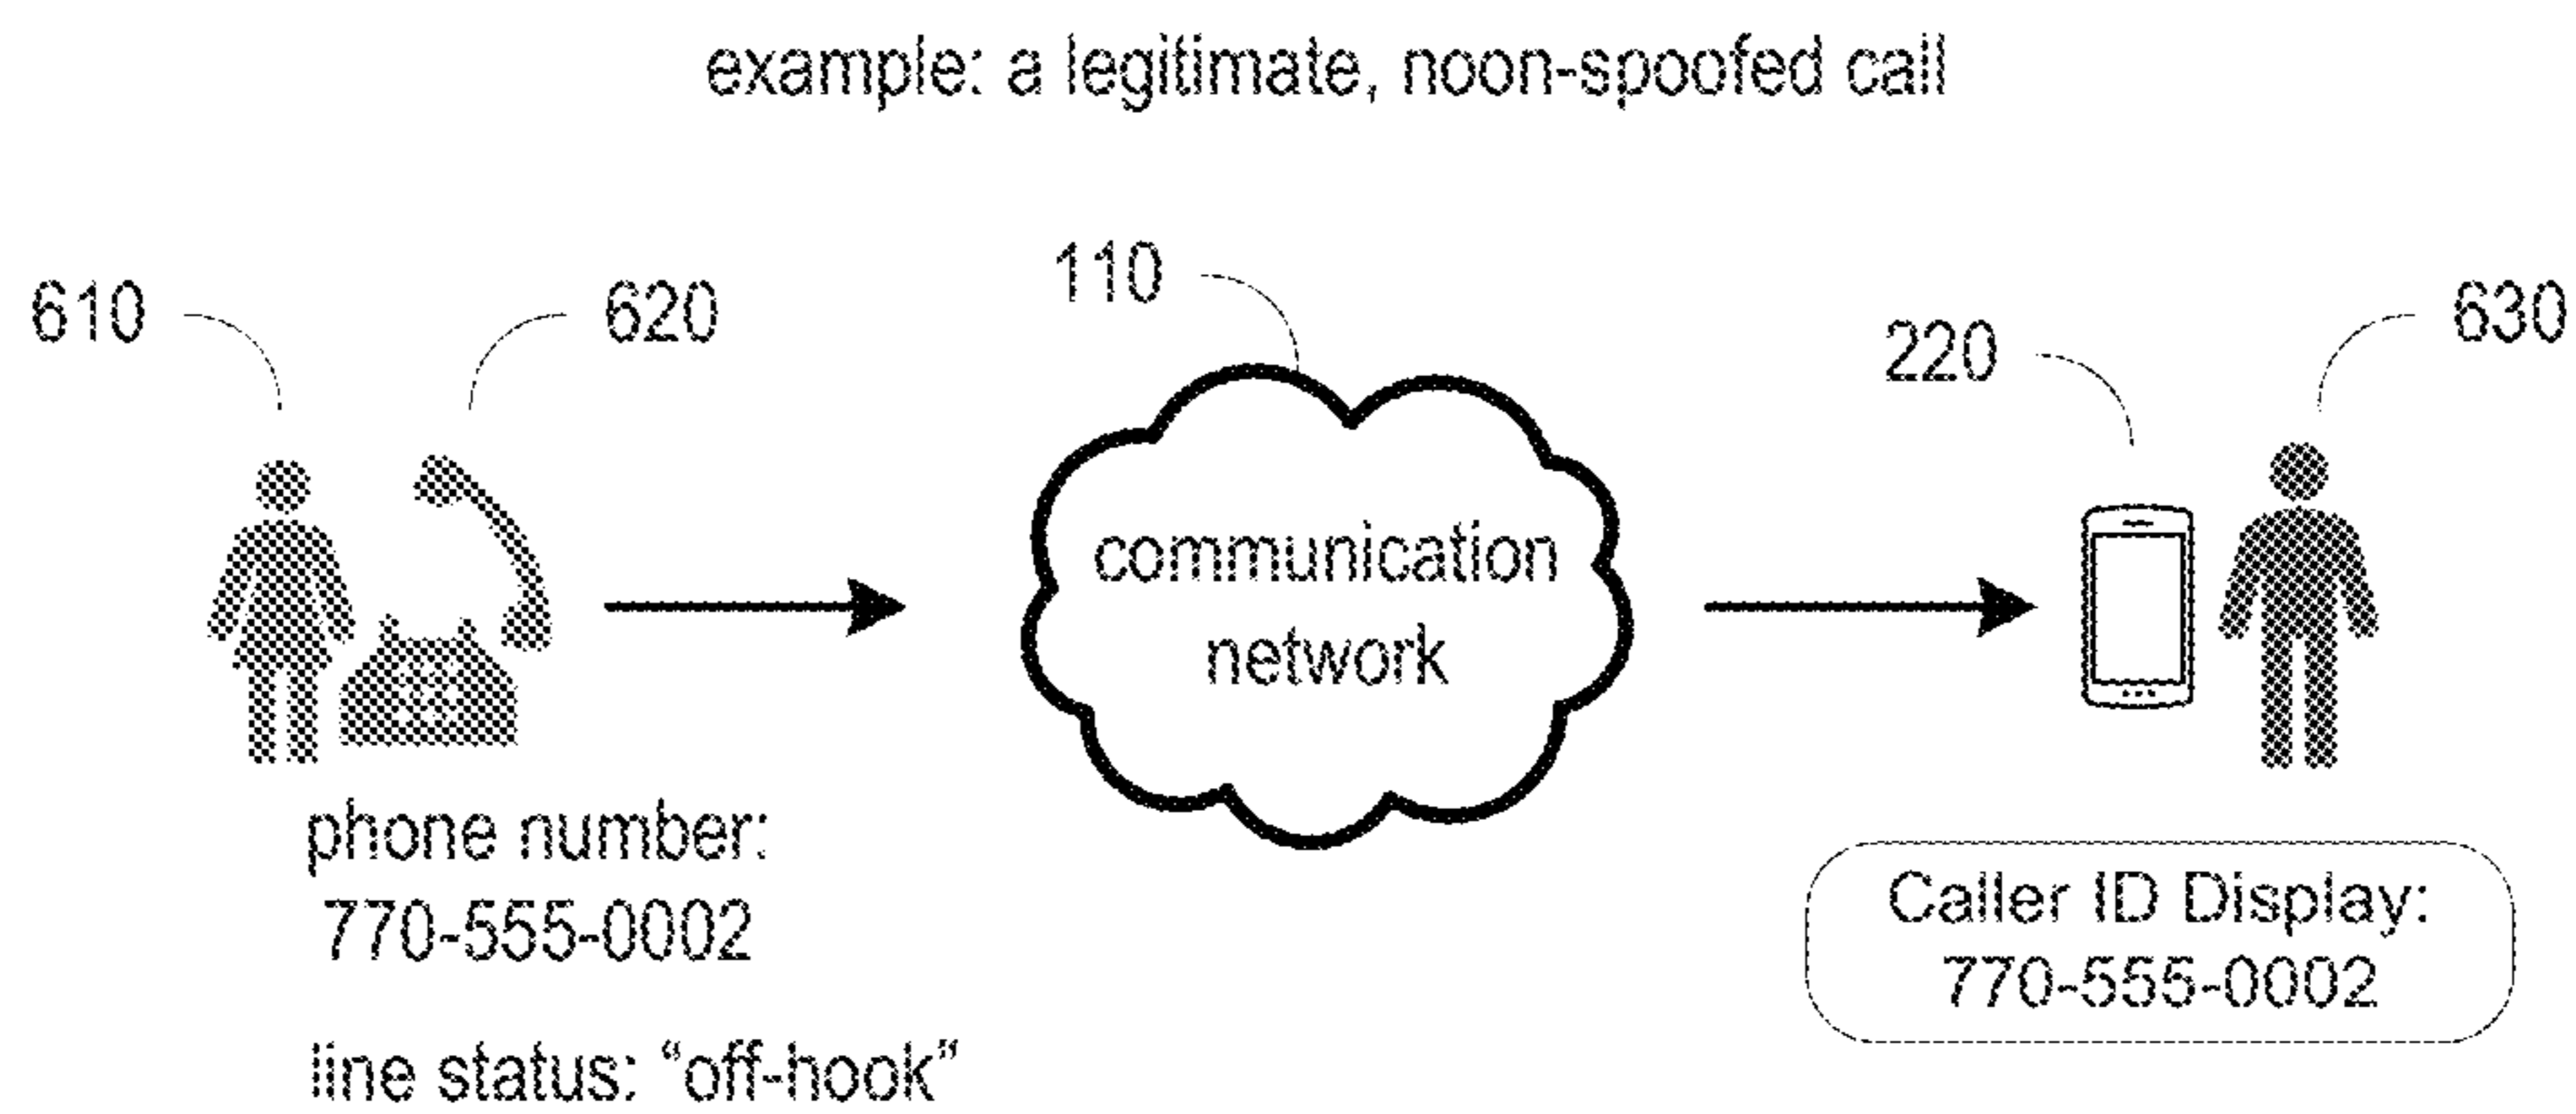 example: a legitimate, noon-spoofed call
610
620
110
220
630
communication
network
phone number:
770-555-0002
line status: “off-hook”
Caller ID Display:
770-555-0002